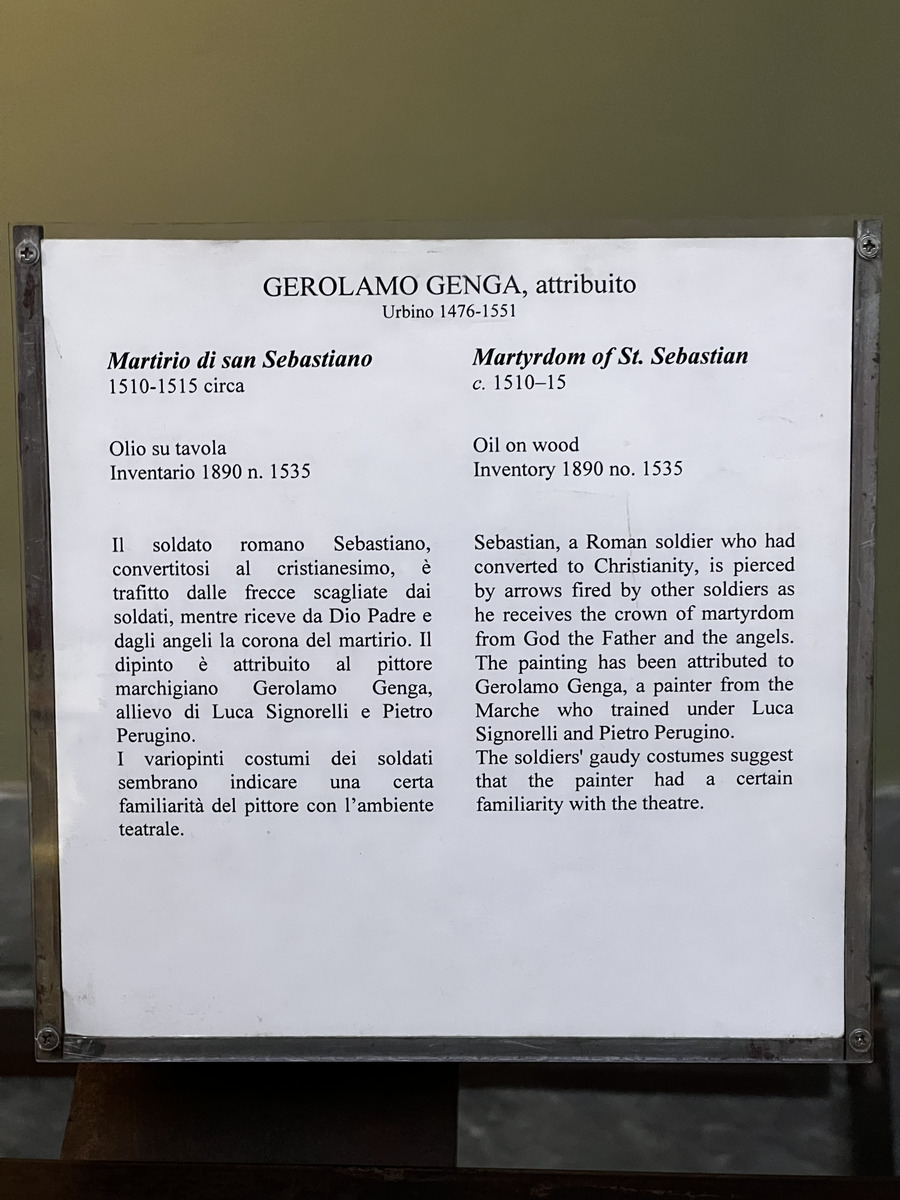 GEROLAMO GENGA, attribuito
Urbino 1476-1551
Martirio di san Sebastiano
1510-1515 circa
Olio su tavola
Inventario 1890 n. 1535
Il soldato romano Sebastiano,
convertitosi al cristianesimo, è
trafitto dalle frecce scagliate dai
soldati, mentre riceve da Dio Padre e
dagli angeli la corona del martirio. Il
dipinto è attribuito al pittore
marchigiano Gerolamo Genga,
allievo di Luca Signorelli e Pietro
Perugino.
I variopinti costumi dei soldati
sembrano indicare una certa
familiarità del pittore con l'ambiente
teatrale.
Martyrdom of St. Sebastian
c. 1510–15
Oil on wood
Inventory 1890 no. 1535
Sebastian, a Roman soldier who had
converted to Christianity, is pierced
by arrows fired by other soldiers as
he receives the crown of martyrdom
from God the Father and the angels.
The painting has been attributed to
Gerolamo Genga, a painter from the
Marche who trained under Luca
Signorelli and Pietro Perugino.
The soldiers' gaudy costumes suggest
that the painter had a certain
familiarity with the theatre.